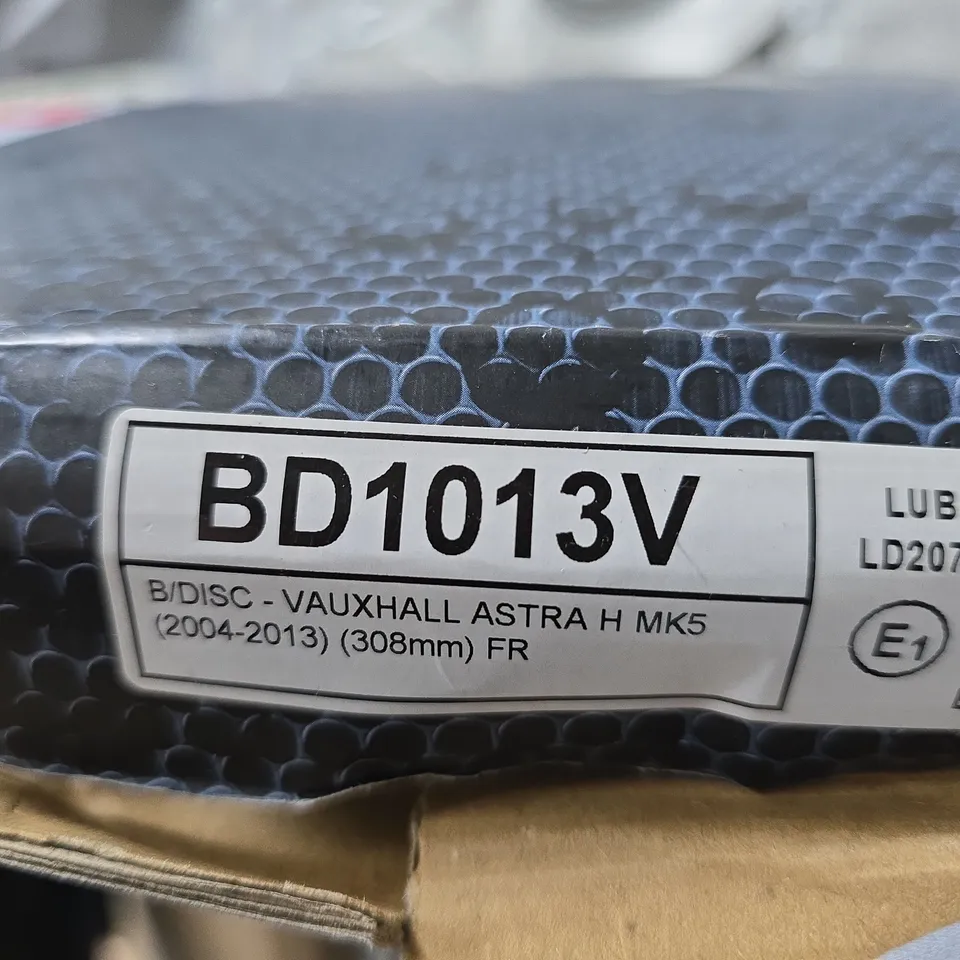 BD1013V
B/DISC - VAUXHALL ASTRA H MK5
(2004-2013) (308mm) FR
LUB
LD207
E1